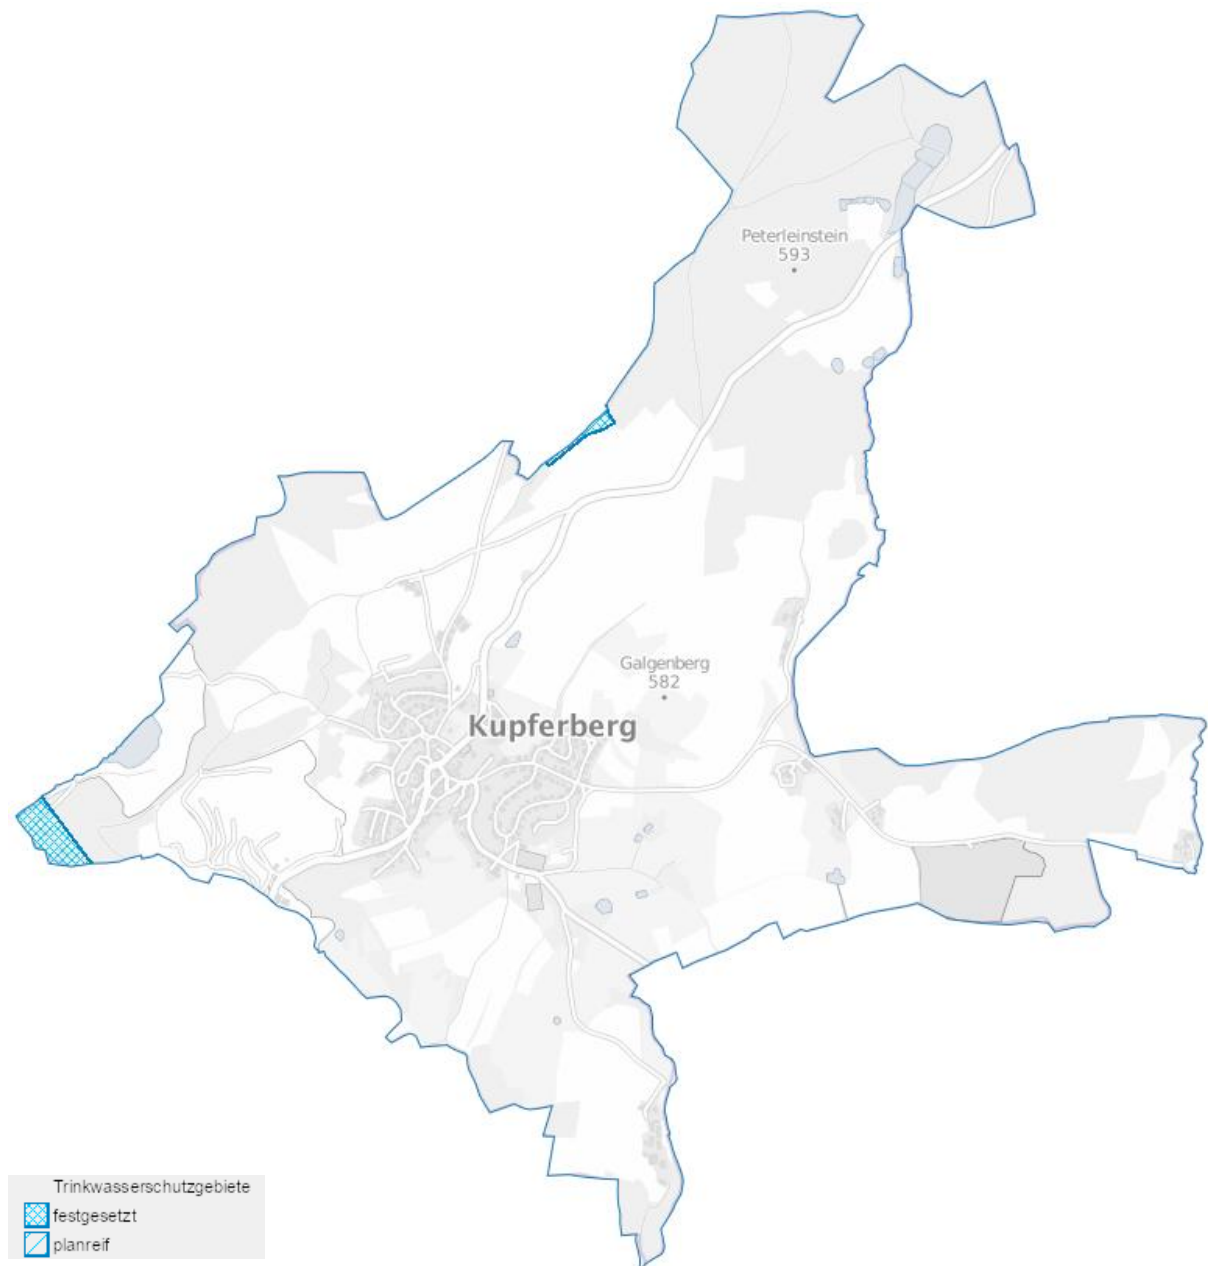 Peterleinstein
593
Galgenberg
582
Kupferberg
Trinkwasserschutzgebiete
festgesetzt
planreif